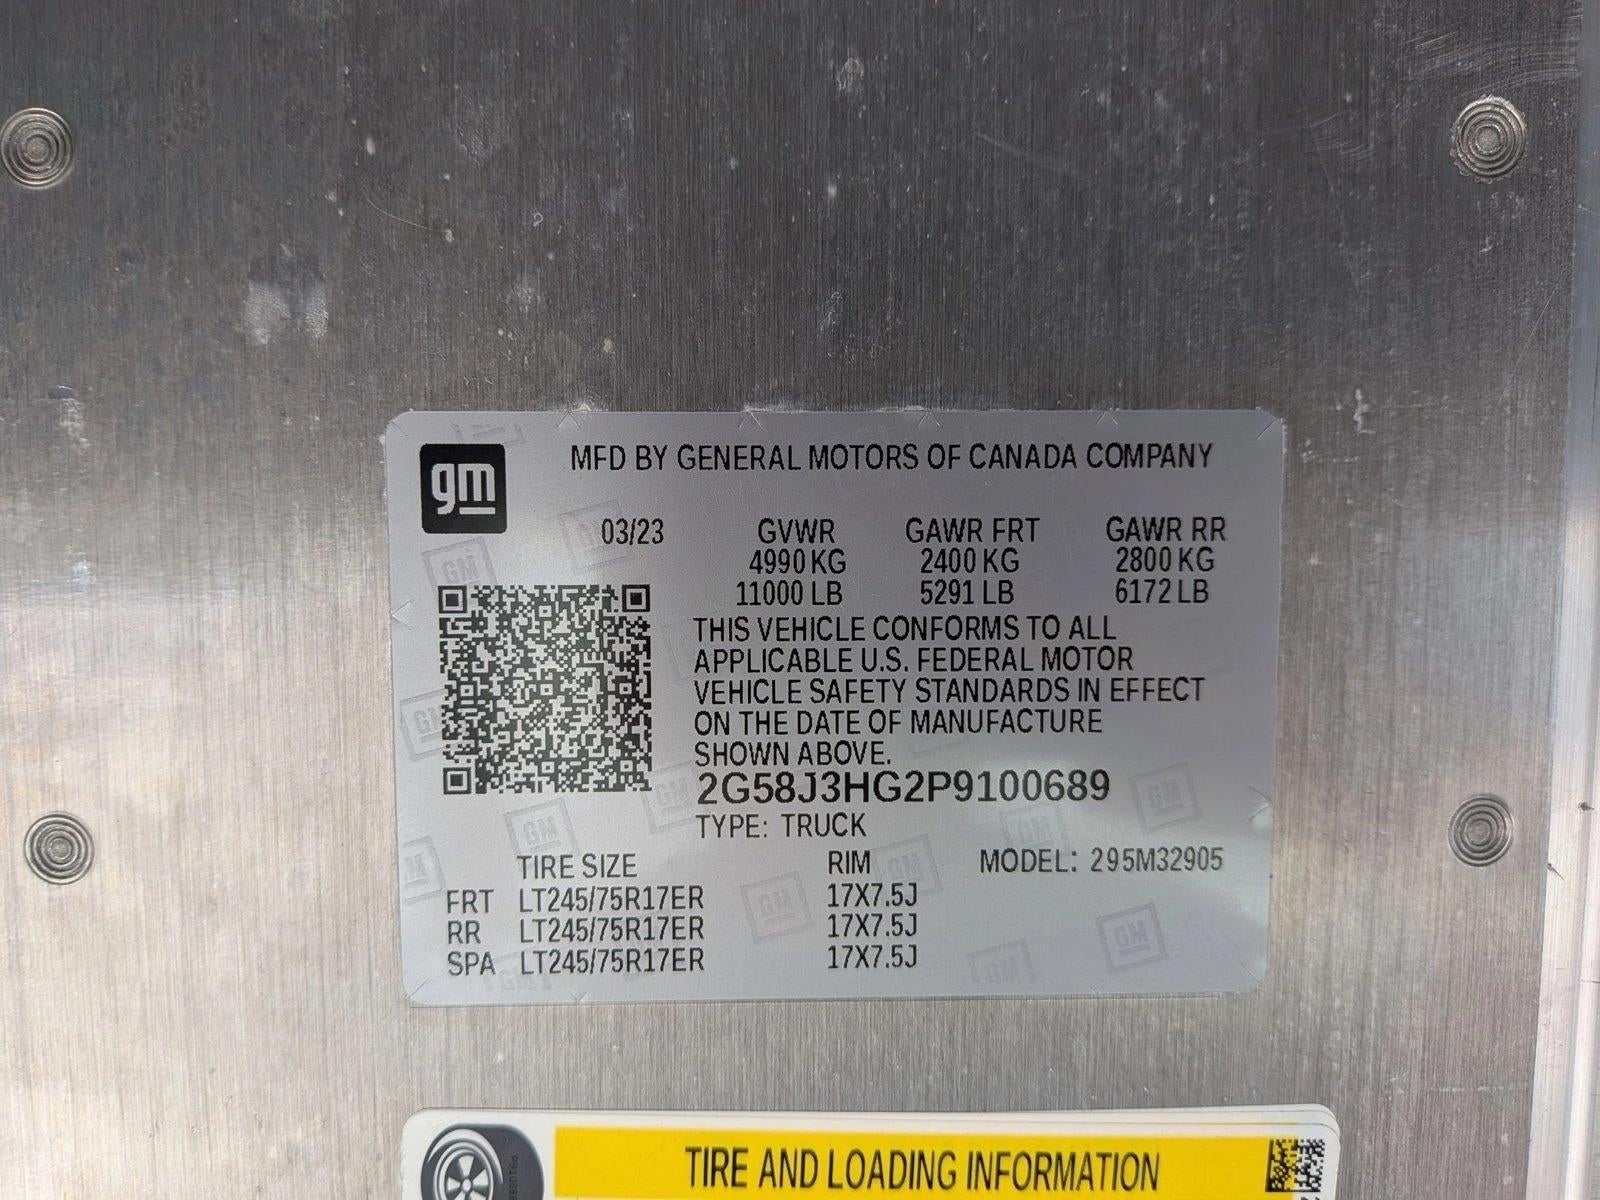 gm
MFD BY GENERAL MOTORS OF CANADA COMPANY
03/23 GVWR GAWR FRT GAWR RR
4990 KG 2400 KG 2800 KG
11000 LB 5291 LB 6172 LB
THIS VEHICLE CONFORMS TO ALL
APPLICABLE U.S. FEDERAL MOTOR
VEHICLE SAFETY STANDARDS IN EFFECT
ON THE DATE OF MANUFACTURE
SHOWN ABOVE.
2G58J3HG2P9100689
TYPE: TRUCK
TIRE SIZE RIM MODEL: 295M32905
FRT LT245/75R17ER 17X7.5J
RR LT245/75R17ER 17X7.5J
SPA LT245/75R17ER 17X7.5J
TIRE AND LOADING INFORMATION